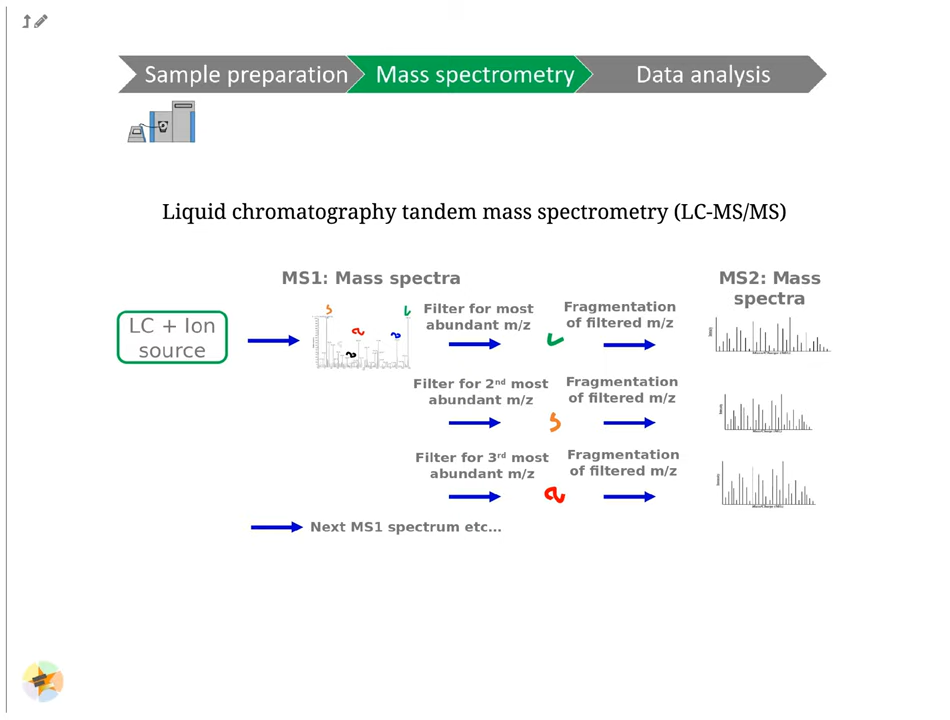 Sample preparation
Mass spectrometry
Data analysis
Liquid chromatography tandem mass spectrometry (LC-MS/MS)
MS1: Mass spectra
MS2: Mass
spectra
LC + Ion
source
Filter for most
abundant m/z
Fragmentation
of filtered m/z
Filter for 2nd most
abundant m/z
Fragmentation
of filtered m/z
Filter for 3rd most
abundant m/z
Fragmentation
of filtered m/z
Next MS1 spectrum etc...